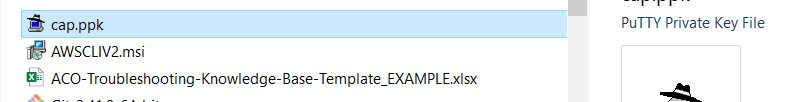 cap.ppk
AWSCLIV2.msi
ACO-Troubleshooting-Knowledge-Base-Template_EXAMPLE.xlsx
PuTTY Private Key File